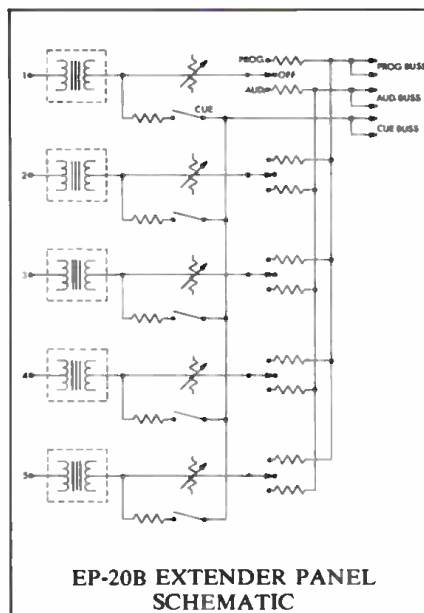 PROG.
PROG BUSS
1
OFF
AUD.
AUD. BUSS
CUE
CUE BUSS
2
3
4
5
EP-20B EXTENDER PANEL
SCHEMATIC